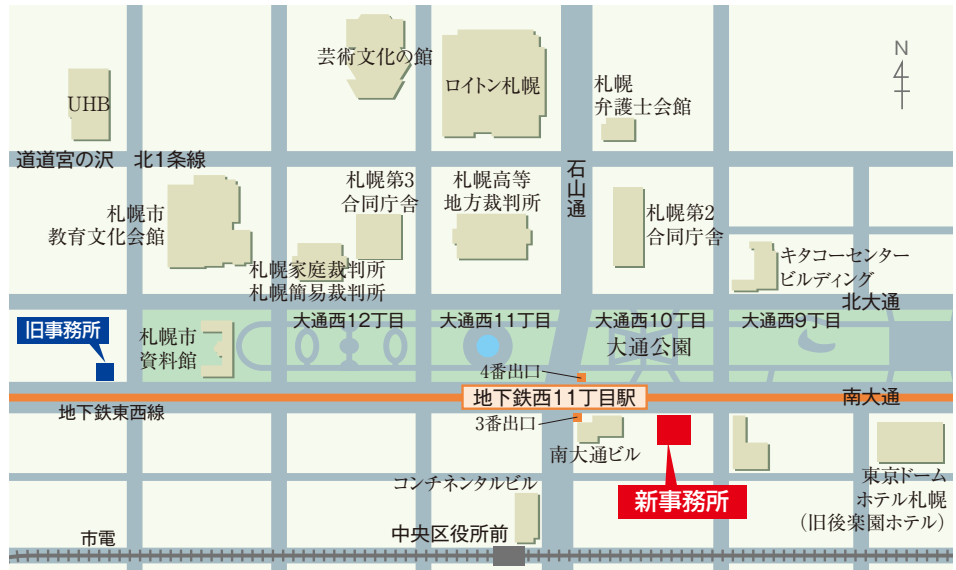 芸術文化の館
ロイトン札幌
札幌
弁護士会館
N
UHB
道道宮の沢 北1条線
石山通
札幌市
教育文化会館
札幌第3
合同庁舎
札幌高等
地方裁判所
札幌第2
合同庁舎
札幌家庭裁判所
札幌簡易裁判所
キタコーセンター
ビルディング
北大通
旧事務所
札幌市
資料館
大通西12丁目
大通西11丁目
大通西10丁目
大通西9丁目
大通公園
4番出口
地下鉄西11丁目駅
南大通
地下鉄東西線
3番出口
南大通ビル
新事務所
東京ドーム
ホテル札幌
（旧後楽園ホテル）
コンチネンタルビル
中央区役所前
市電